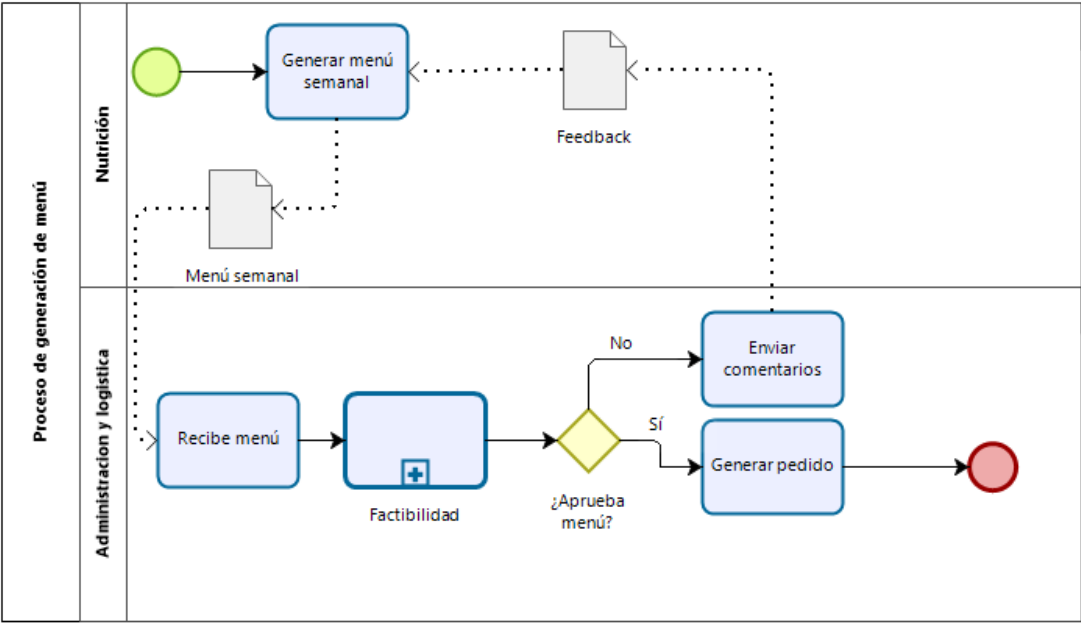 Proceso de generación de menú
Nutrición
Generar menú
semanal
Feedback
Menú semanal
Administracion y logística
Recibe menú
Factibilidad
¿Aprueba
menú?
No
Enviar
comentarios
Sí
Generar pedido